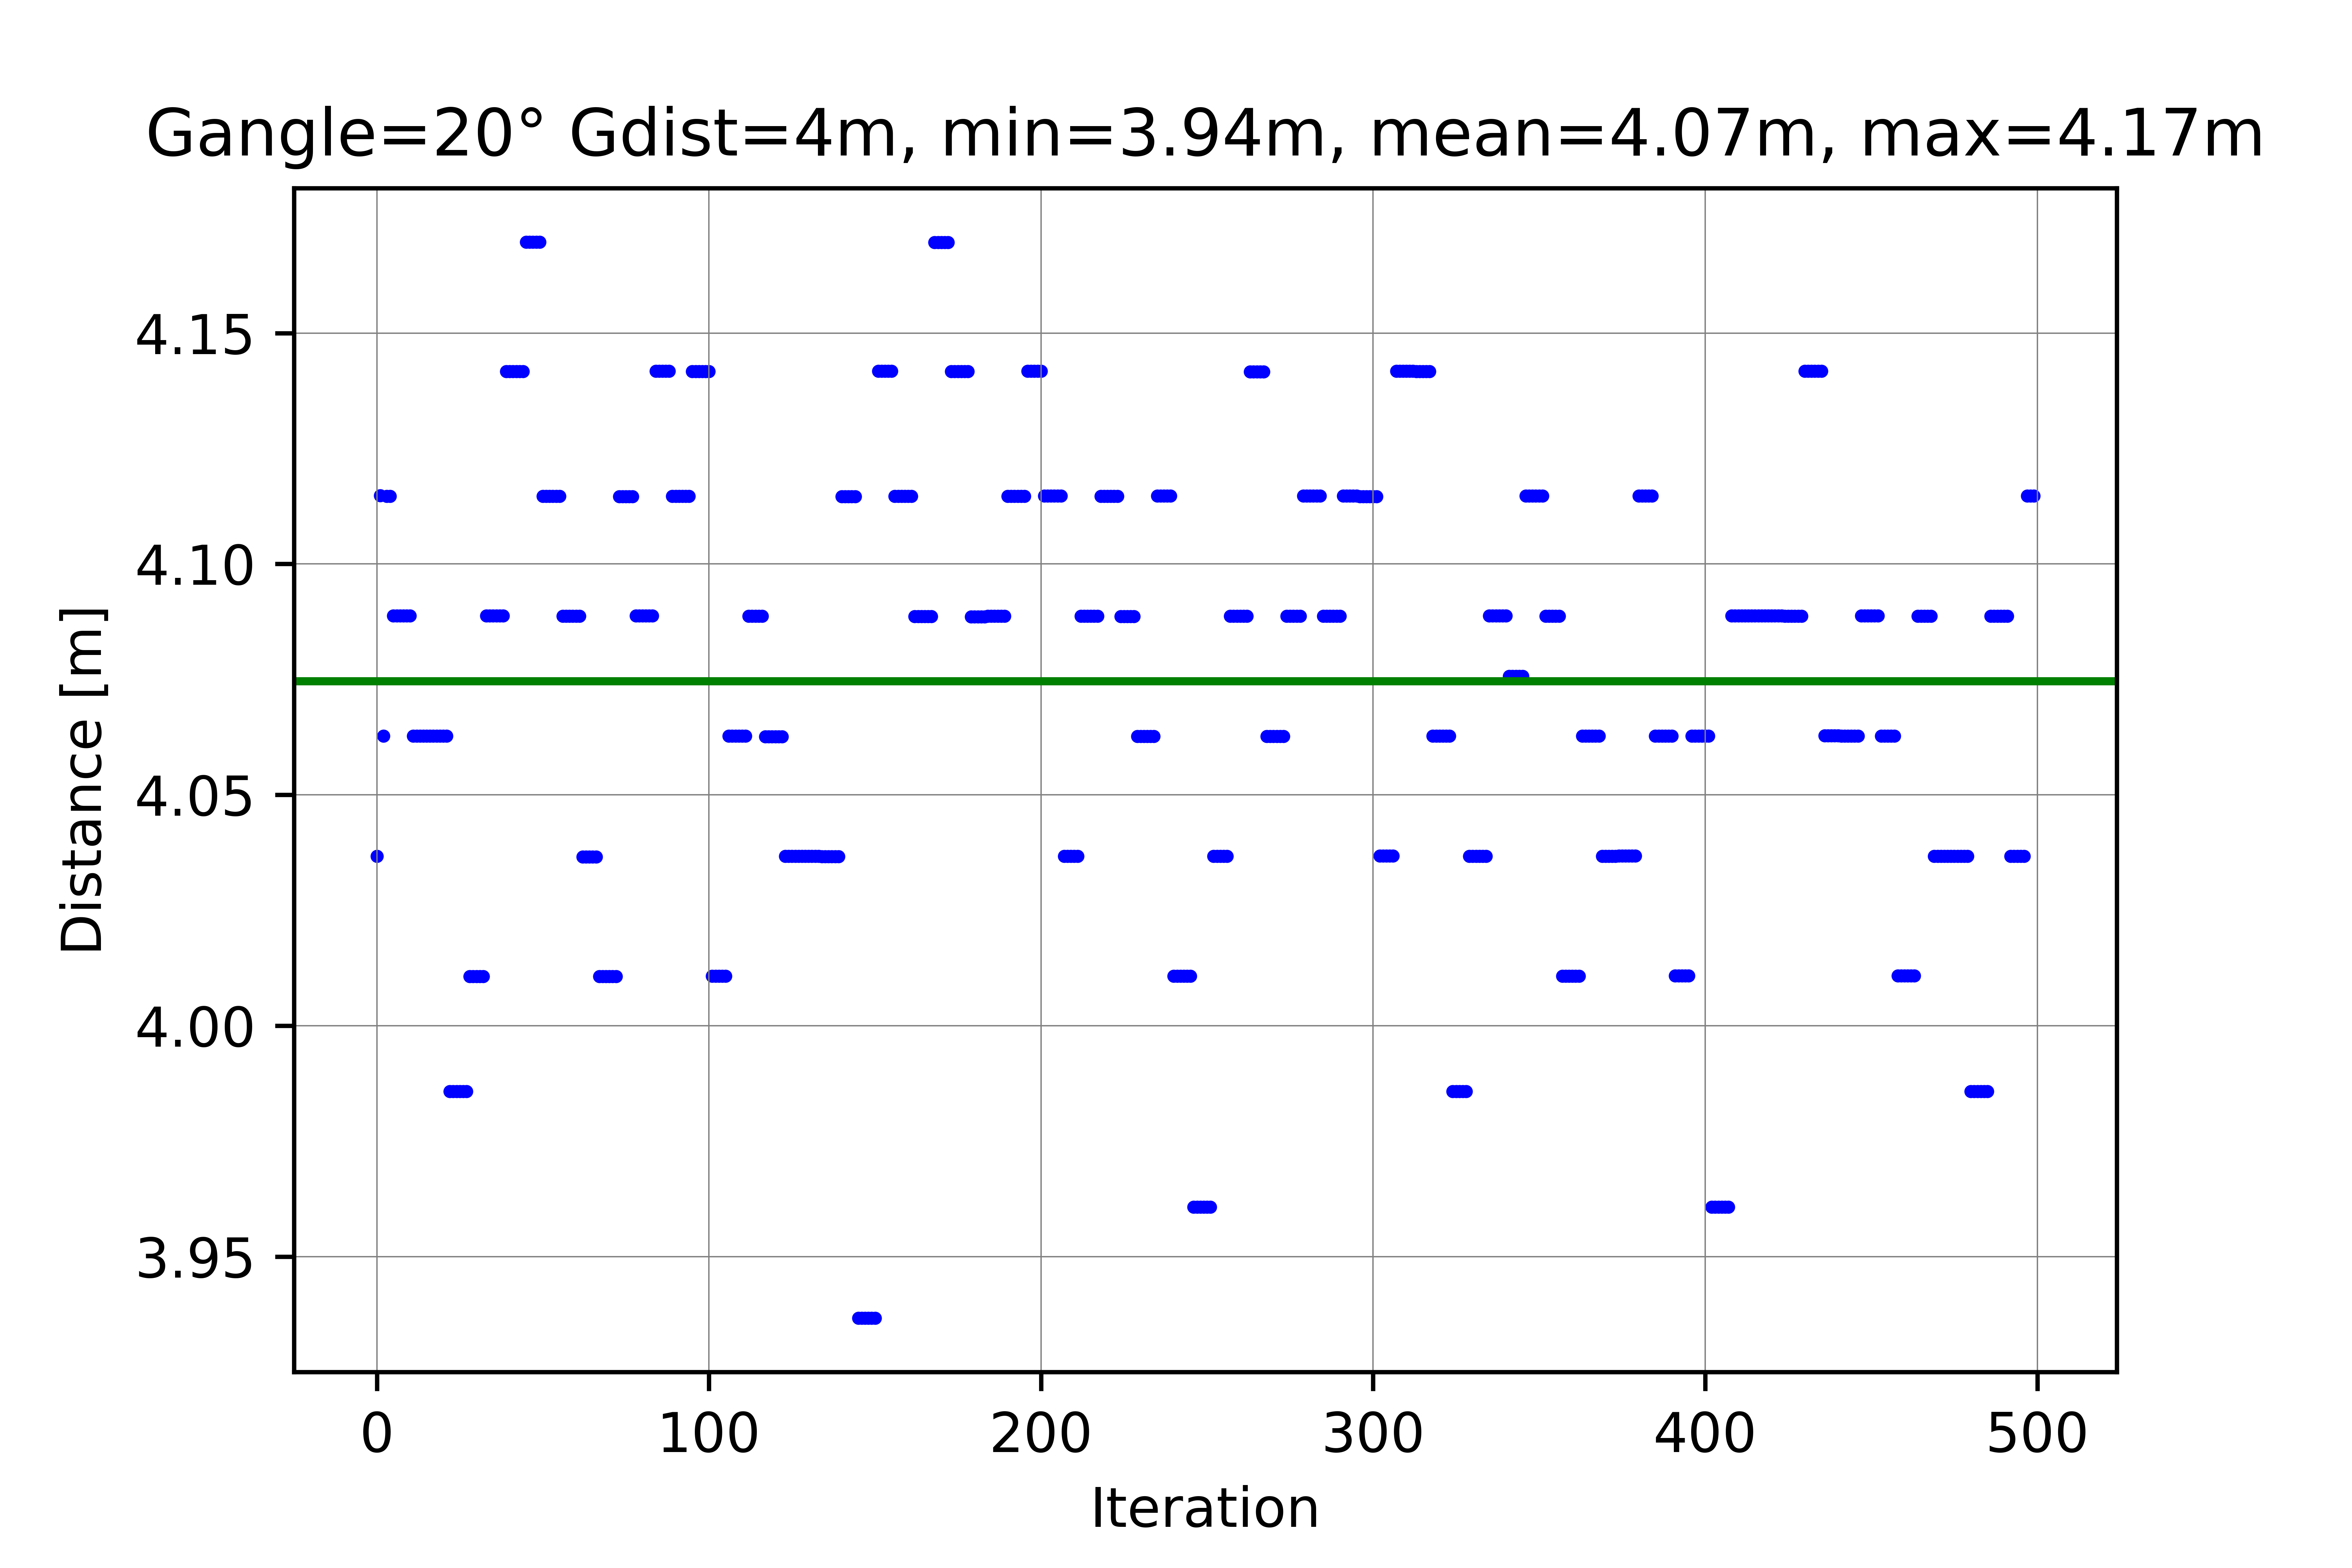 Gangle=20° Gdist=4m, min=3.94m, mean=4.07m, max=4.17m
Distance [m]
4.15
4.10
4.05
4.00
3.95
0 100 200 300 400 500
Iteration